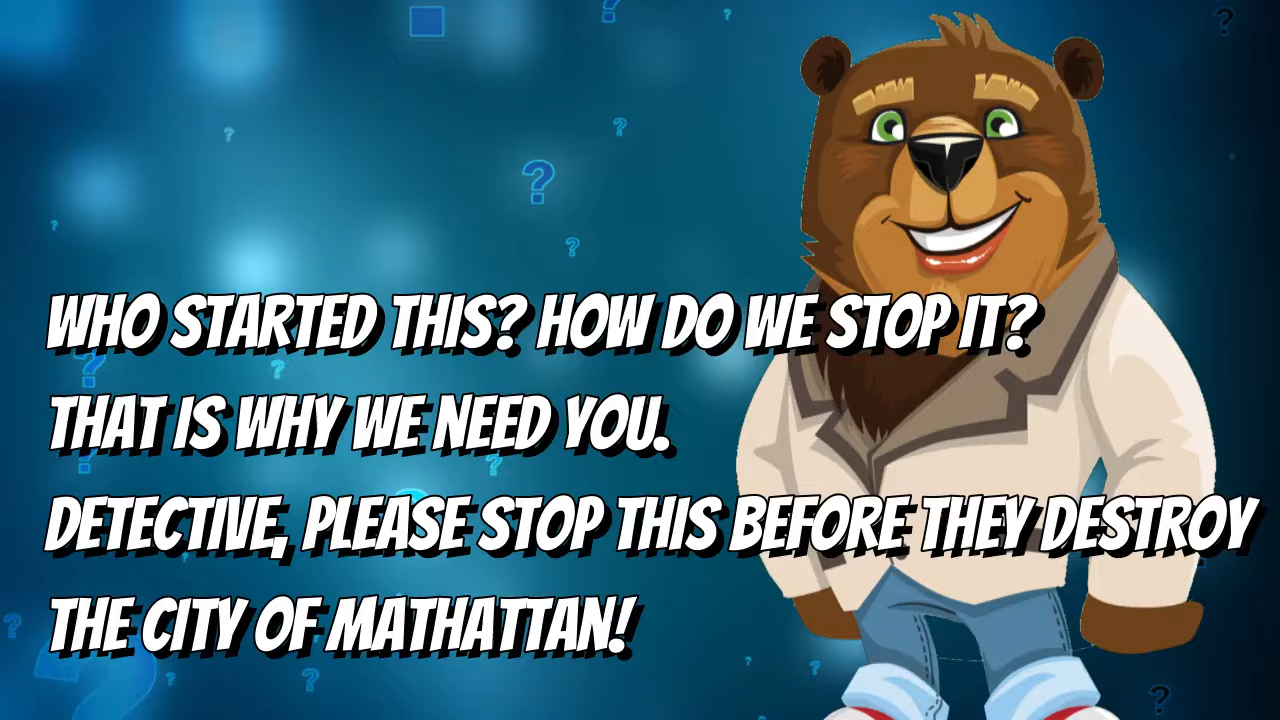 WHO STARTED THIS? HOW DO WE STOP IT?
THAT IS WHY WE NEED YOU.
DETECTIVE, PLEASE STOP THIS BEFORE THEY DESTROY
THE CITY OF MATHATTAN!